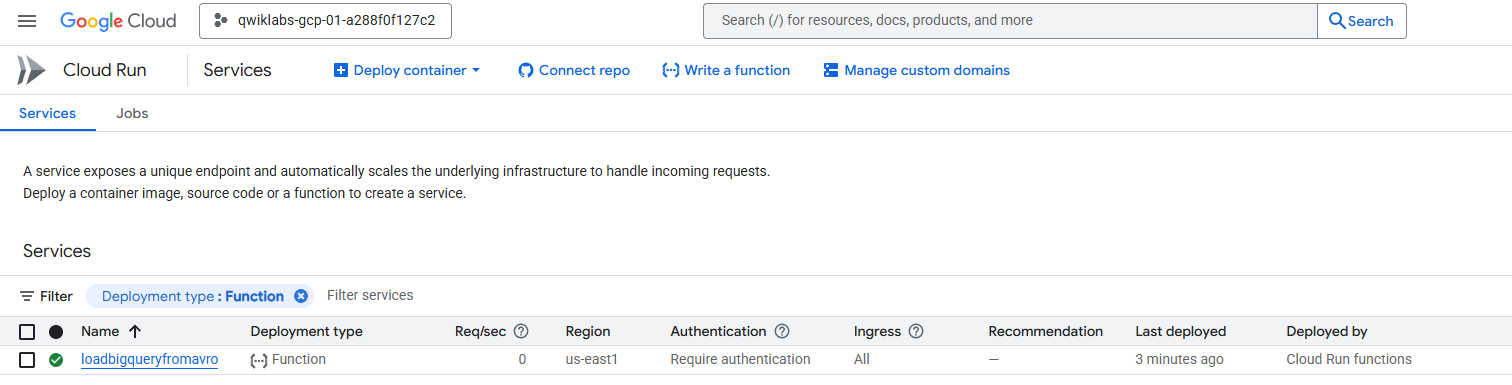 Google Cloud qwiklabs-gcp-01-a288f0f127c2 Search (/) for resources, docs, products, and more Search
Cloud Run Services Deploy container Connect repo Write a function Manage custom domains
Services Jobs
A service exposes a unique endpoint and automatically scales the underlying infrastructure to handle incoming requests.
Deploy a container image, source code or a function to create a service.
Services
Filter Deployment type : Function Filter services
Name Deployment type Req/sec Region Authentication Ingress Recommendation Last deployed Deployed by
loadbigqueryfromavro Function 0 us-east1 Require authentication All — 3 minutes ago Cloud Run functions